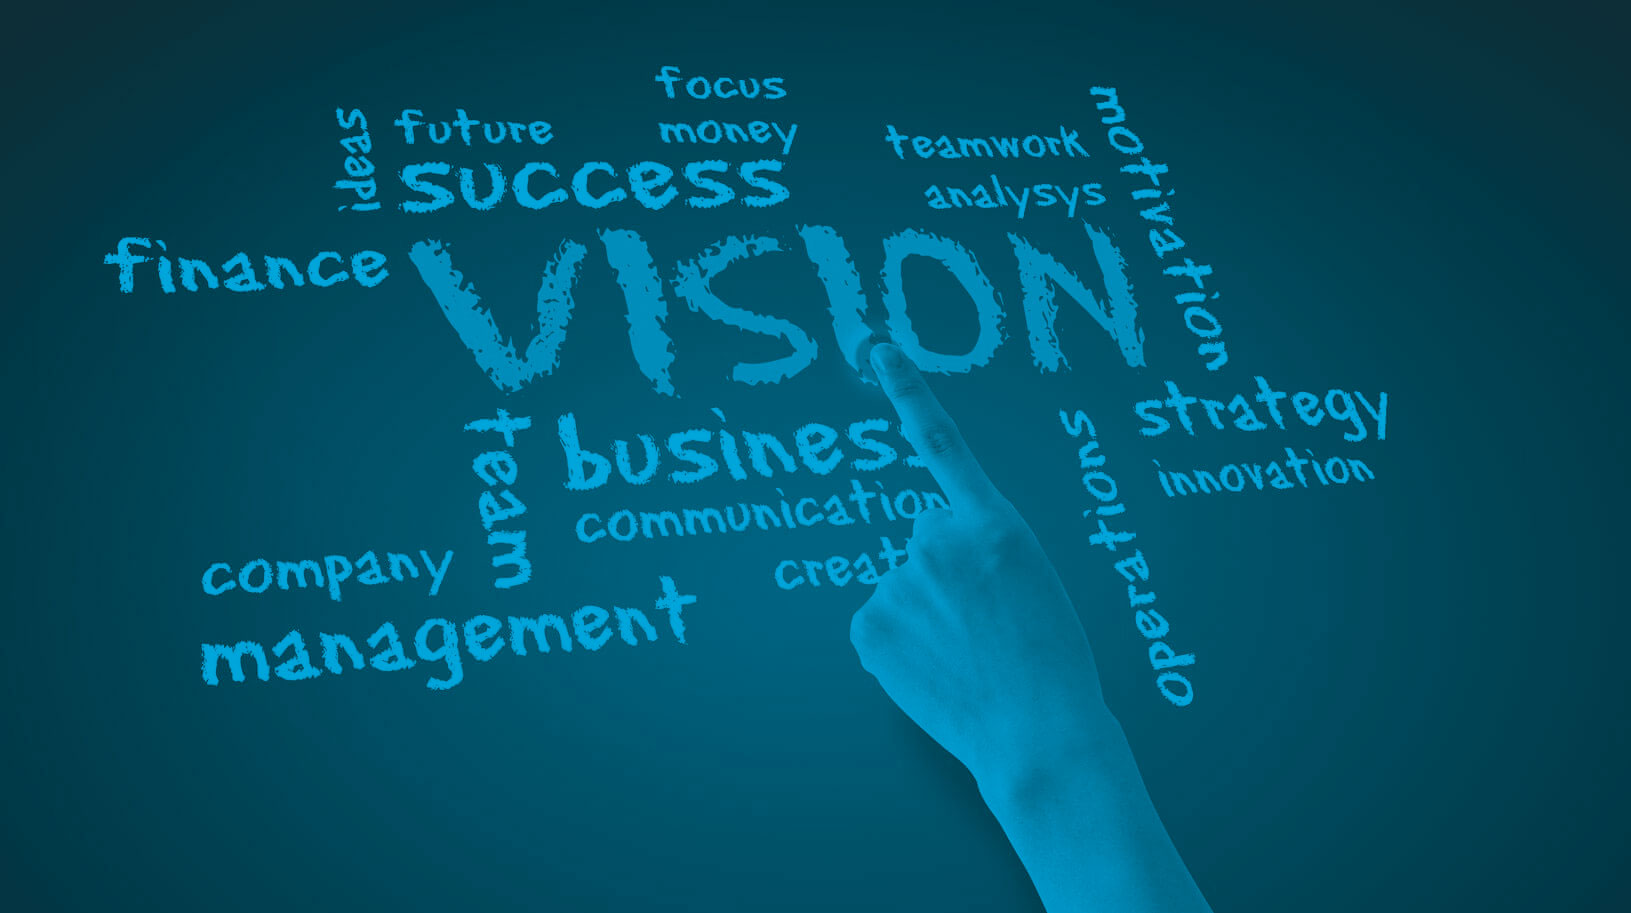 focus
ideas
future
money
motivation
teamwork
success
analysys
finance
VISION
strategy
team
business
operations
innovation
communication
company
creat
management